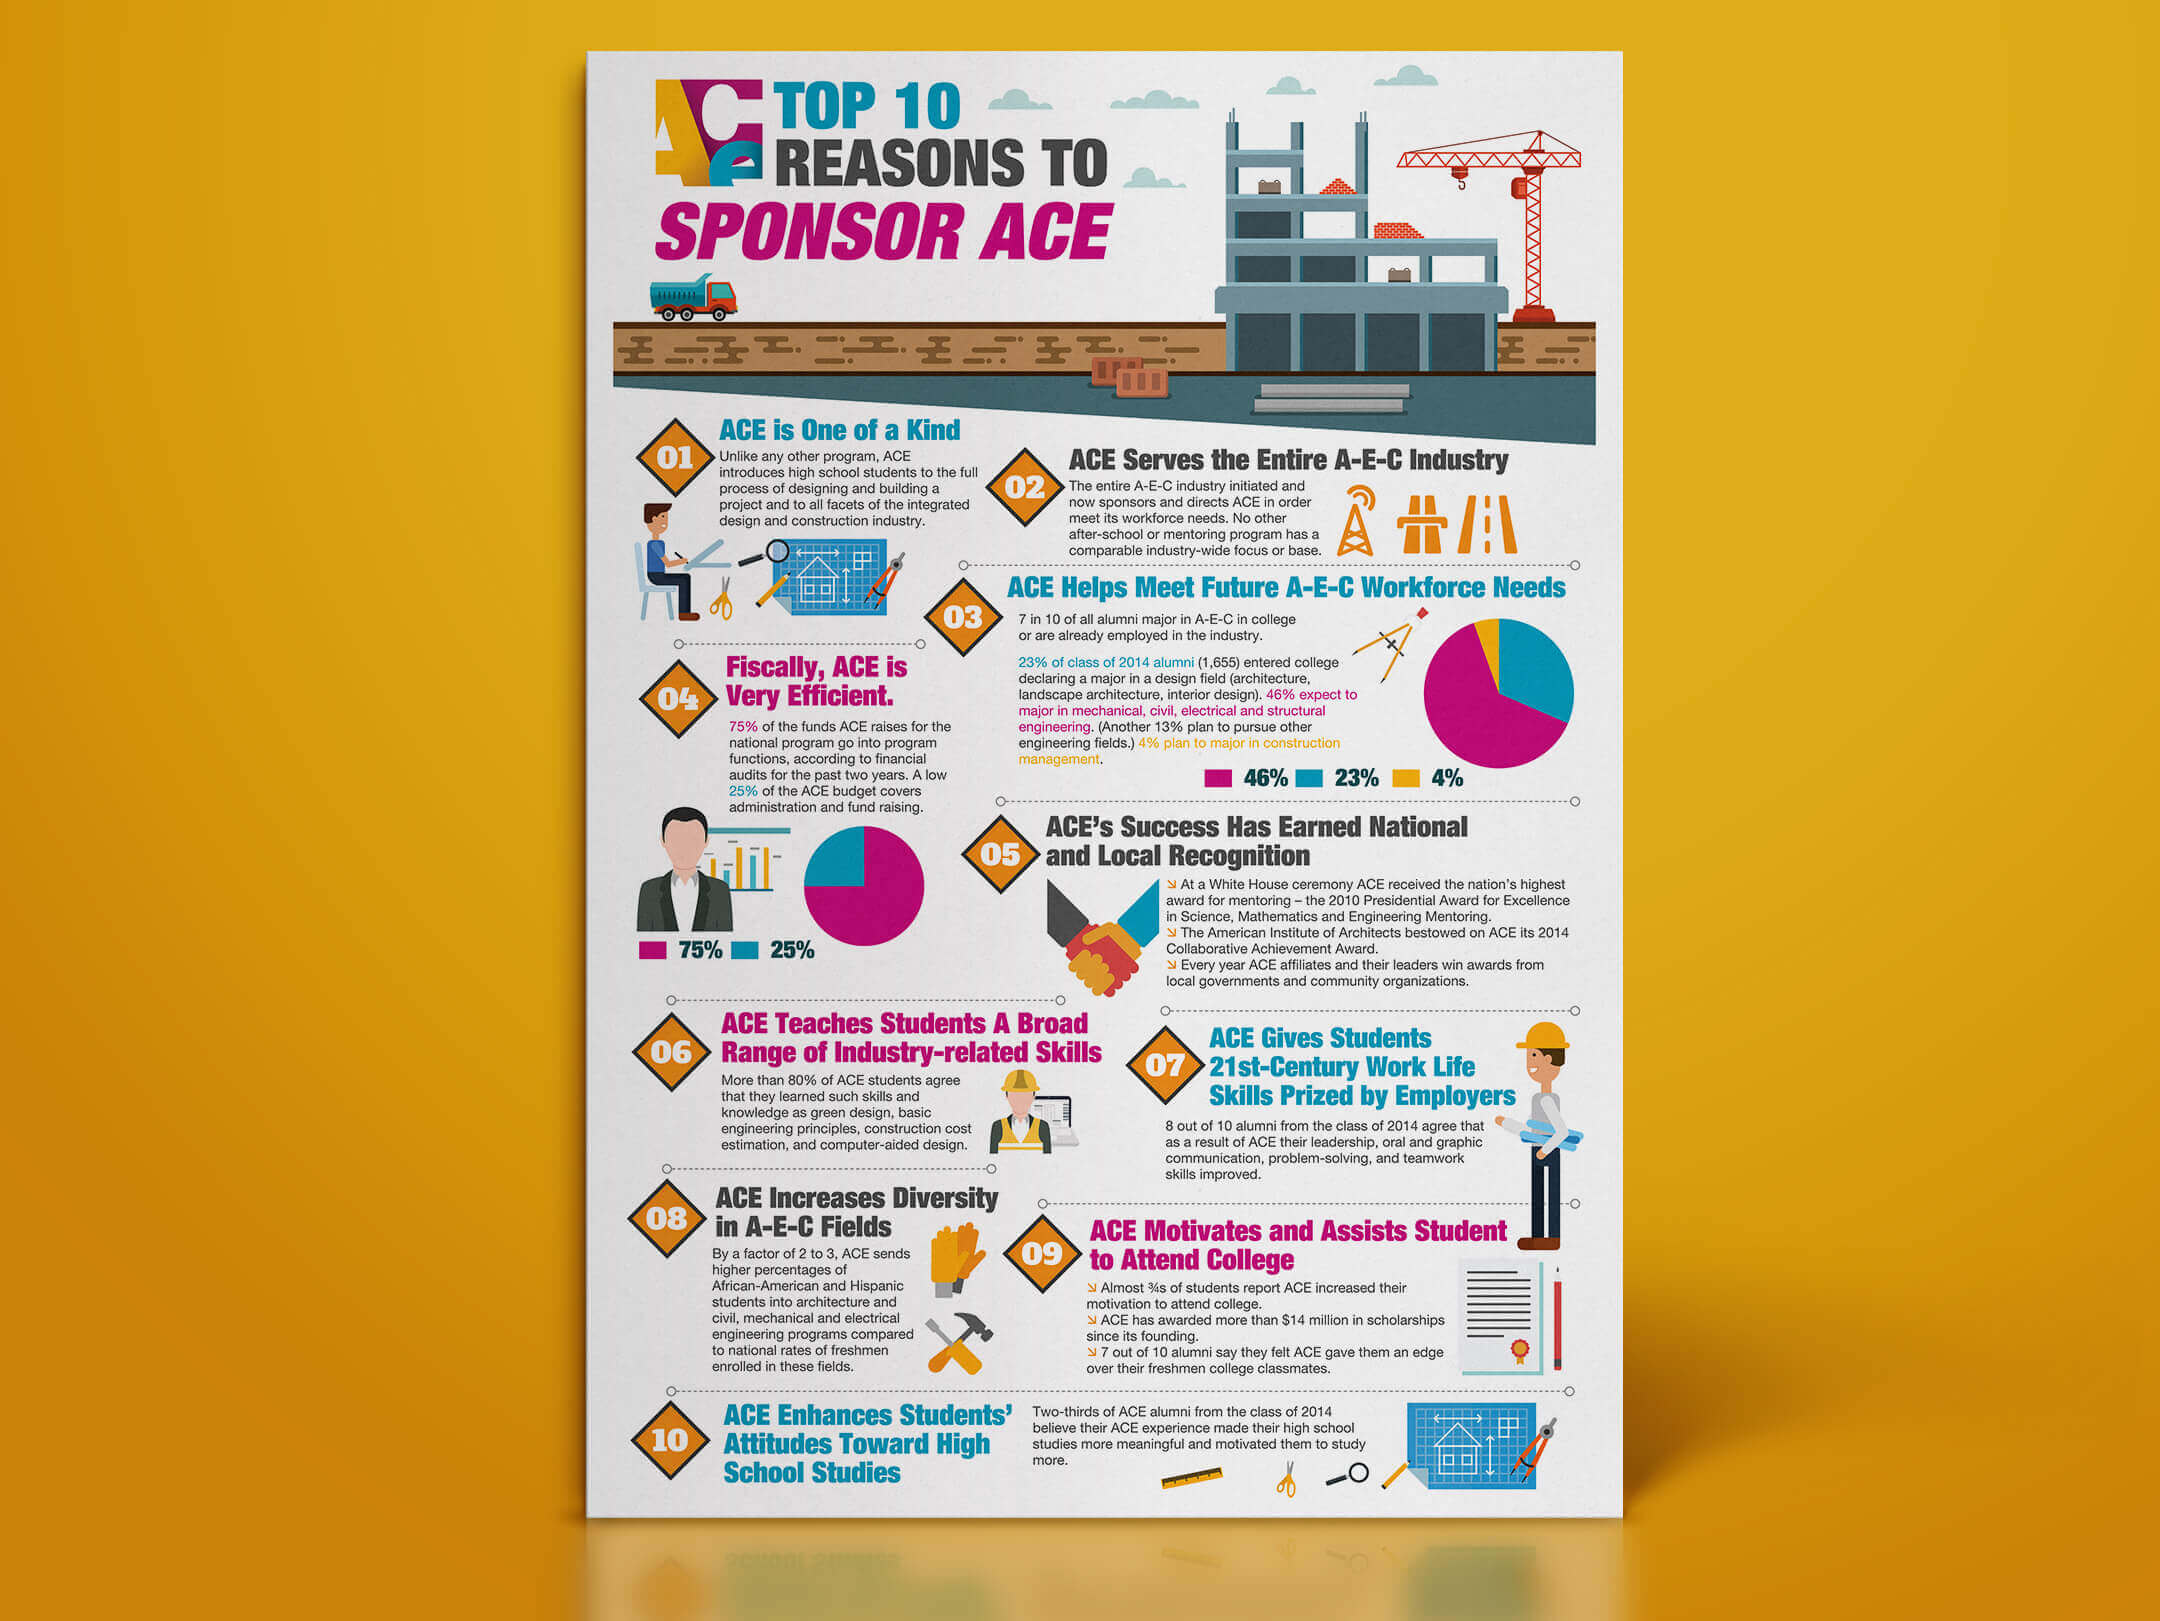 ACe
TOP 10
REASONS TO
SPONSOR ACE
01
ACE is One of a Kind
Unlike any other program, ACE
introduces high school students to the full
process of designing and building a
project and to all facets of the integrated
design and construction industry.
02
ACE Serves the Entire A-E-C Industry
The entire A-E-C industry initiated and
now sponsors and directs ACE in order
meet its workforce needs. No other
after-school or mentoring program has a
comparable industry-wide focus or base.
03
ACE Helps Meet Future A-E-C Workforce Needs
7 in 10 of all alumni major in A-E-C in college
or are already employed in the industry.
23% of class of 2014 alumni (1,655) entered college
declaring a major in a design field (architecture,
landscape architecture, interior design). 46% expect to
major in mechanical, civil, electrical and structural
engineering. (Another 13% plan to pursue other
engineering fields.) 4% plan to major in construction
management.
46% 23% 4%
04
Fiscally, ACE is
Very Efficient.
75% of the funds ACE raises for the
national program go into program
functions, according to financial
audits for the past two years. A low
25% of the ACE budget covers
administration and fund raising.
75% 25%
05
ACE's Success Has Earned National
and Local Recognition
At a White House ceremony ACE received the nation's highest
award for mentoring – the 2010 Presidential Award for Excellence
in Science, Mathematics and Engineering Mentoring.
The American Institute of Architects bestowed on ACE its 2014
Collaborative Achievement Award.
Every year ACE affiliates and their leaders win awards from
local governments and community organizations.
06
ACE Teaches Students A Broad
Range of Industry-related Skills
More than 80% of ACE students agree
that they learned such skills and
knowledge as green design, basic
engineering principles, construction cost
estimation, and computer-aided design.
07
ACE Gives Students
21st-Century Work Life
Skills Prized by Employers
8 out of 10 alumni from the class of 2014 agree that
as a result of ACE their leadership, oral and graphic
communication, problem-solving, and teamwork
skills improved.
08
ACE Increases Diversity
in A-E-C Fields
By a factor of 2 to 3, ACE sends
higher percentages of
African-American and Hispanic
students into architecture and
civil, mechanical and electrical
engineering programs compared
to national rates of freshmen
enrolled in these fields.
09
ACE Motivates and Assists Student
to Attend College
Almost ¾s of students report ACE increased their
motivation to attend college.
ACE has awarded more than $14 million in scholarships
since its founding.
7 out of 10 alumni say they felt ACE gave them an edge
over their freshmen college classmates.
10
ACE Enhances Students'
Attitudes Toward High
School Studies
Two-thirds of ACE alumni from the class of 2014
believe their ACE experience made their high school
studies more meaningful and motivated them to study
more.